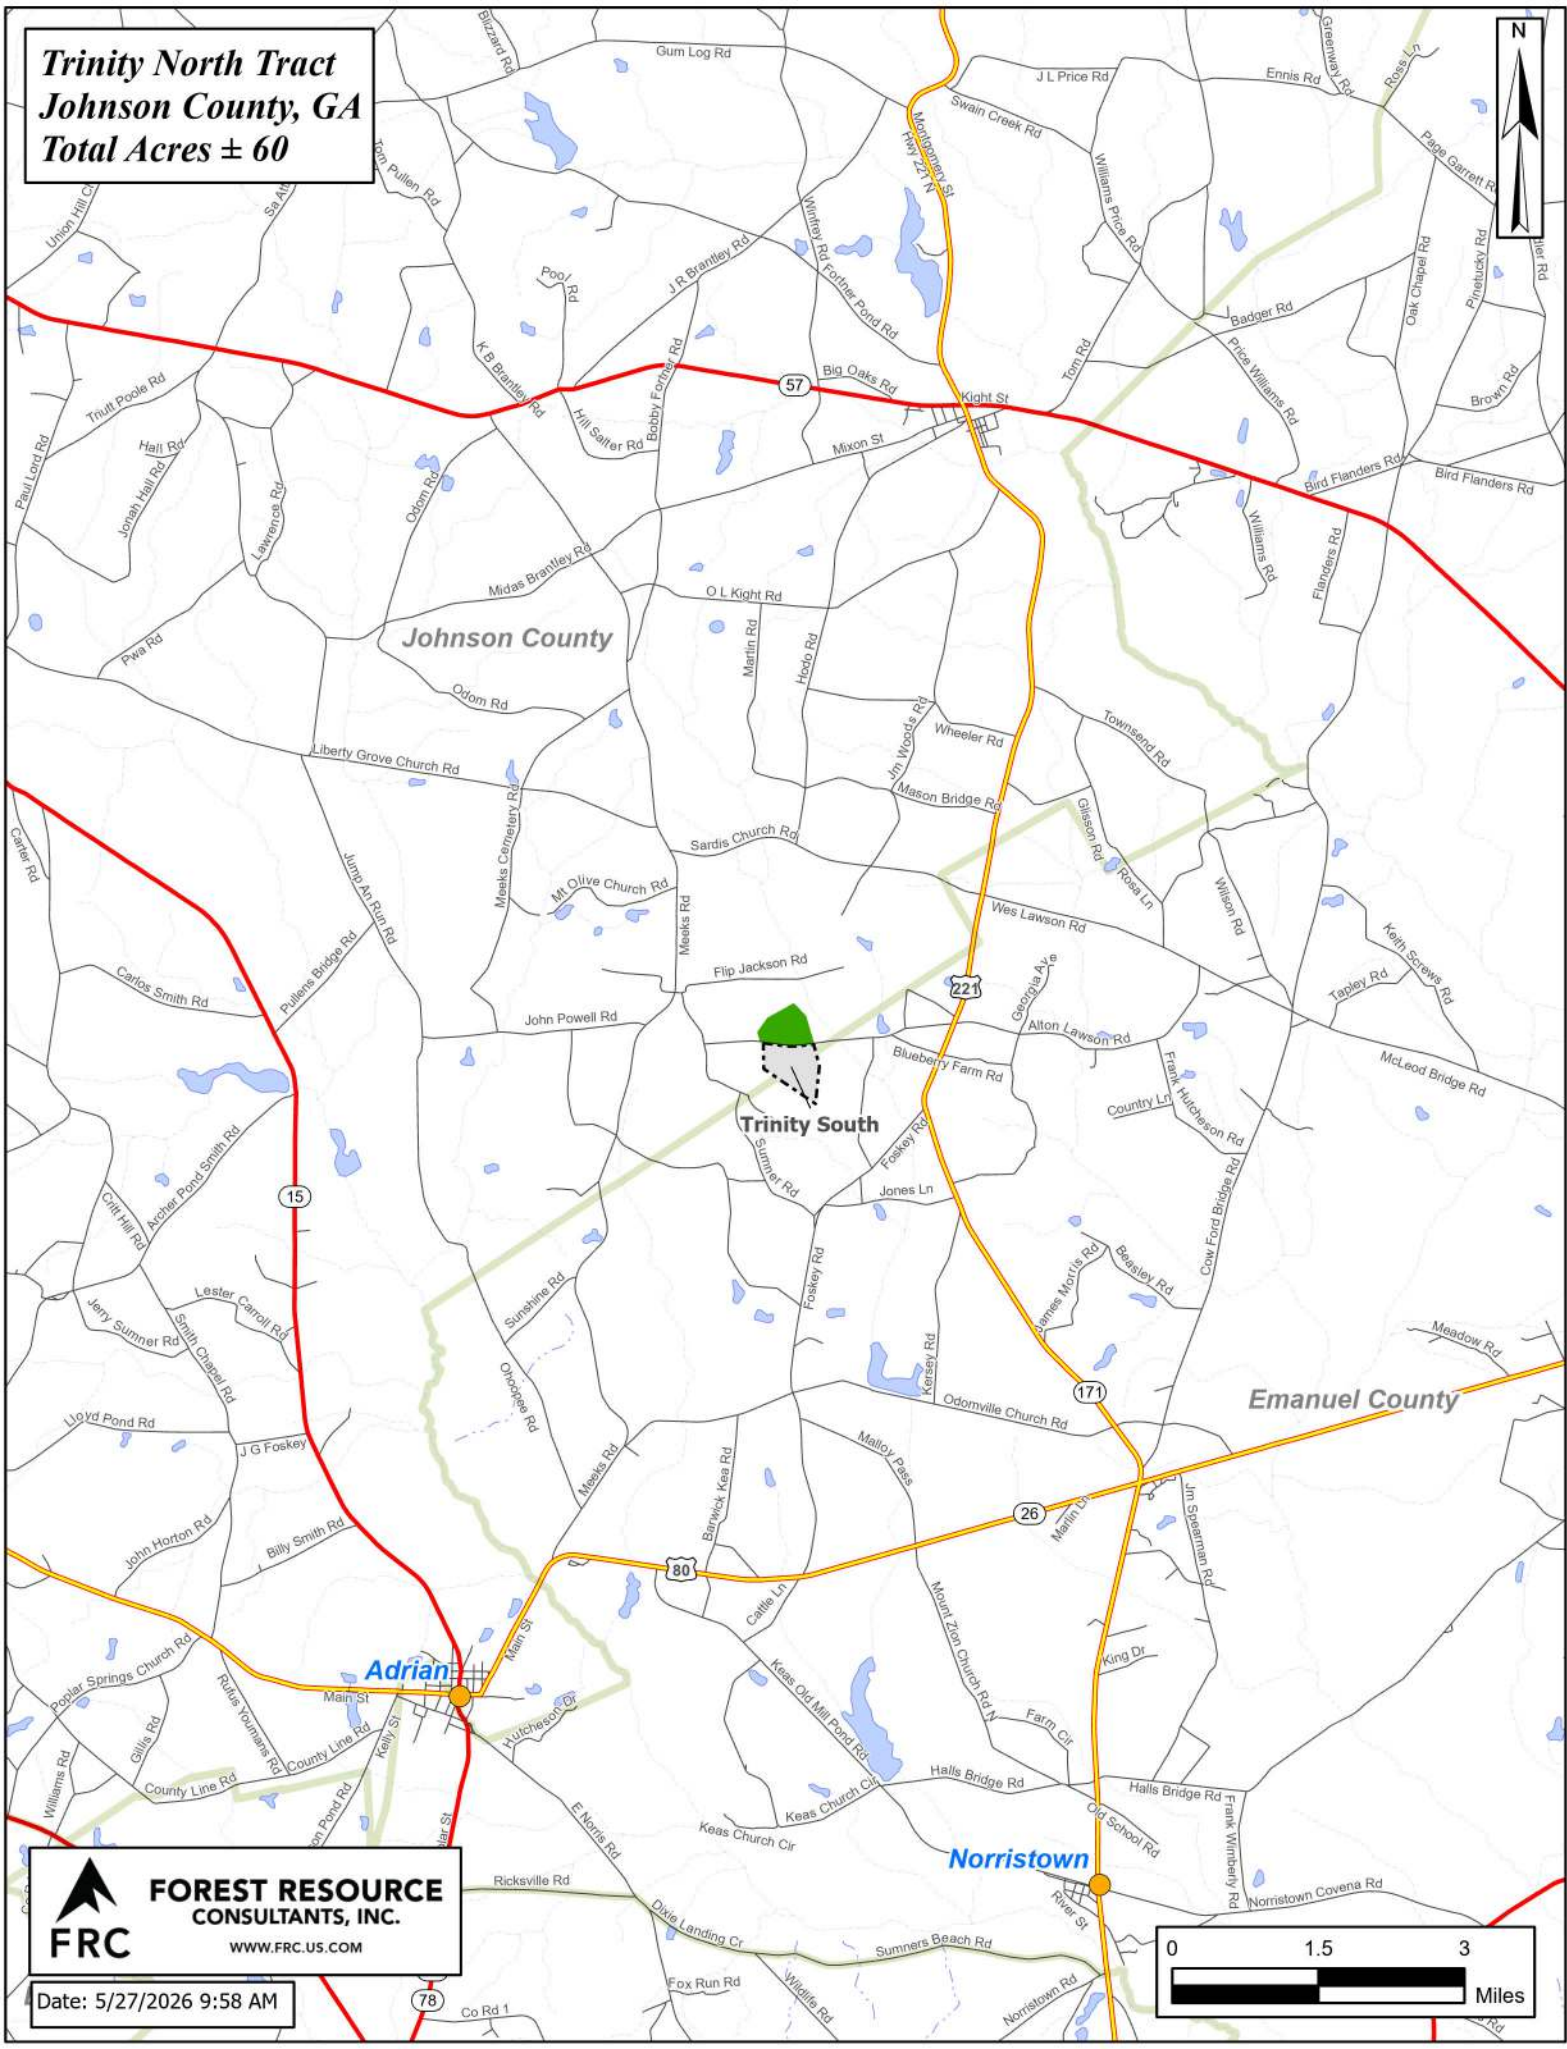 Trinity North Tract
Johnson County, GA
Total Acres ± 60
N
Blizzard Rd
Gum Log Rd
J L Price Rd
Ennis Rd
Greenway Rd
Ross Ln
Swain Creek Rd
Montgomery St
Hwy 221 N
Page Garrett R
Tom Pullen Rd
Williams Price Rd
Union Hill C
Sa Att
Winfrey Rd
Fortner Pond Rd
J R Brantley Rd
Pool Rd
Oak Chapel Rd
Pinetucky Rd
dler Rd
Badger Rd
K B Brantley Rd
Bobby Fortner Rd
57
Big Oaks Rd
Kight St
Tom Rd
Price Williams Rd
Brown Rd
Triutt Poole Rd
Hill Salter Rd
Mixon St
Hall Rd
Paul Lord Rd
Jonah Hall Rd
Lawrence Rd
Odom Rd
Bird Flanders Rd
Bird Flanders Rd
Williams Rd
Flanders Rd
Midas Brantley Rd
O L Kight Rd
Johnson County
Martin Rd
Hodo Rd
Pwa Rd
Odom Rd
Jm Woods Rd
Wheeler Rd
Townsend Rd
Liberty Grove Church Rd
Mason Bridge Rd
Glisson Rd
Carter Rd
Meeks Cemetery Rd
Sardis Church Rd
Jump An Run Rd
Mt Olive Church Rd
Rosa Ln
Wilson Rd
Meeks Rd
Wes Lawson Rd
Keith Screws Rd
Pullens Bridge Rd
Carlos Smith Rd
Flip Jackson Rd
221
Georgia Ave
Tapley Rd
John Powell Rd
Alton Lawson Rd
Blueberry Farm Rd
McLeod Bridge Rd
Frank Hutcheson Rd
Country Ln
Trinity South
Foskey Rd
Archer Pond Smith Rd
Sumner Rd
Critt Hill Rd
15
Jones Ln
Cow Ford Bridge Rd
Foskey Rd
James Morris Rd
Beasley Rd
Sunshine Rd
Lester Carroll Rd
Jerry Sumner Rd
Smith Chapel Rd
Kersey Rd
Meadow Rd
Ohoopee Rd
171
Emanuel County
Odomville Church Rd
Lloyd Pond Rd
J G Foskey
Malloy Pass
Meeks Rd
Barwick Kea Rd
26
Marlin Ln
Jm Spearman Rd
John Horton Rd
Billy Smith Rd
80
Cattle Ln
Mount Zion Church Rd N
Main St
Poplar Springs Church Rd
Adrian
King Dr
Keas Old Mill Pond Rd
Main St
Rufus Youmans Rd
Hutcheson Dr
Farm Cir
Gillis Rd
County Line Rd
Kelly St
Williams Rd
County Line Rd
Halls Bridge Rd
Halls Bridge Rd
Keas Church Cir
Keas Church Cir
on Pond Rd
lar St
E Norris Rd
Old School Rd
Frank Wimberly Rd
Norristown
FRC
FOREST RESOURCE
CONSULTANTS, INC.
WWW.FRC.US.COM
Ricksville Rd
Norristown Covena Rd
River St
Dixie Landing Cr
Sumners Beach Rd
Fox Run Rd
Wildlife Rd
Norristown Rd
0 1.5 3
Miles
Date: 5/27/2026 9:58 AM
78
Co Rd 1
Rd